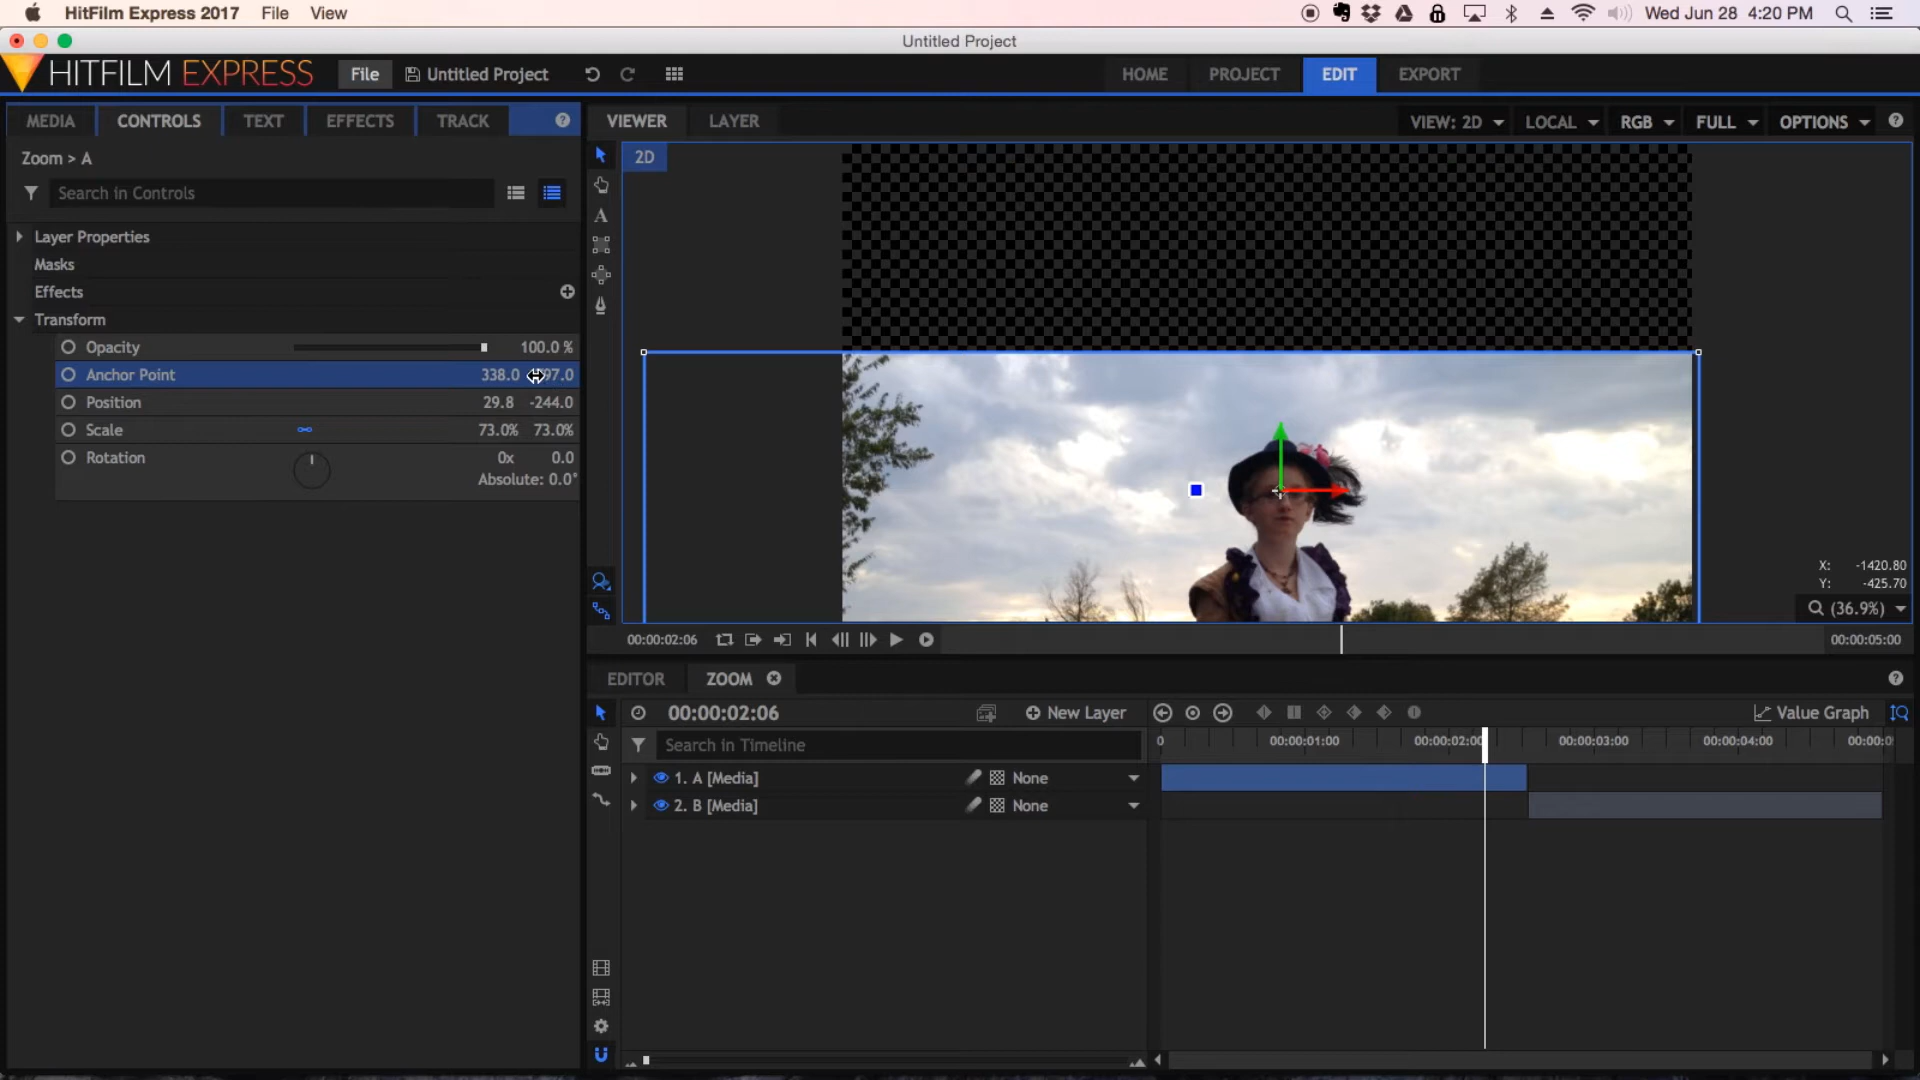 HitFilm Express 2017 File View Wed Jun 28 4:20 PM
Untitled Project
HITFILM EXPRESS File Untitled Project HOME PROJECT EDIT EXPORT
MEDIA CONTROLS TEXT EFFECTS TRACK
VIEWER LAYER VIEW: 2D LOCAL RGB FULL OPTIONS
2D
Zoom > A
Search in Controls
Layer Properties
Masks
Effects
Transform
Opacity 100.0 %
Anchor Point 338.0
Position 29.8 -244.0
Scale 73.0% 73.0%
Rotation 0x 0.0
Absolute: 0.0°
A
X: -1420.80
Y: -425.70
(36.9%)
00:00:02:06 00:00:05:00
EDITOR ZOOM
00:00:02:06 New Layer Value Graph
Search in Timeline 0 00:00:01:00 00:00:02:00 00:00:03:00 00:00:04:00
1. A [Media] None
2. B [Media] None